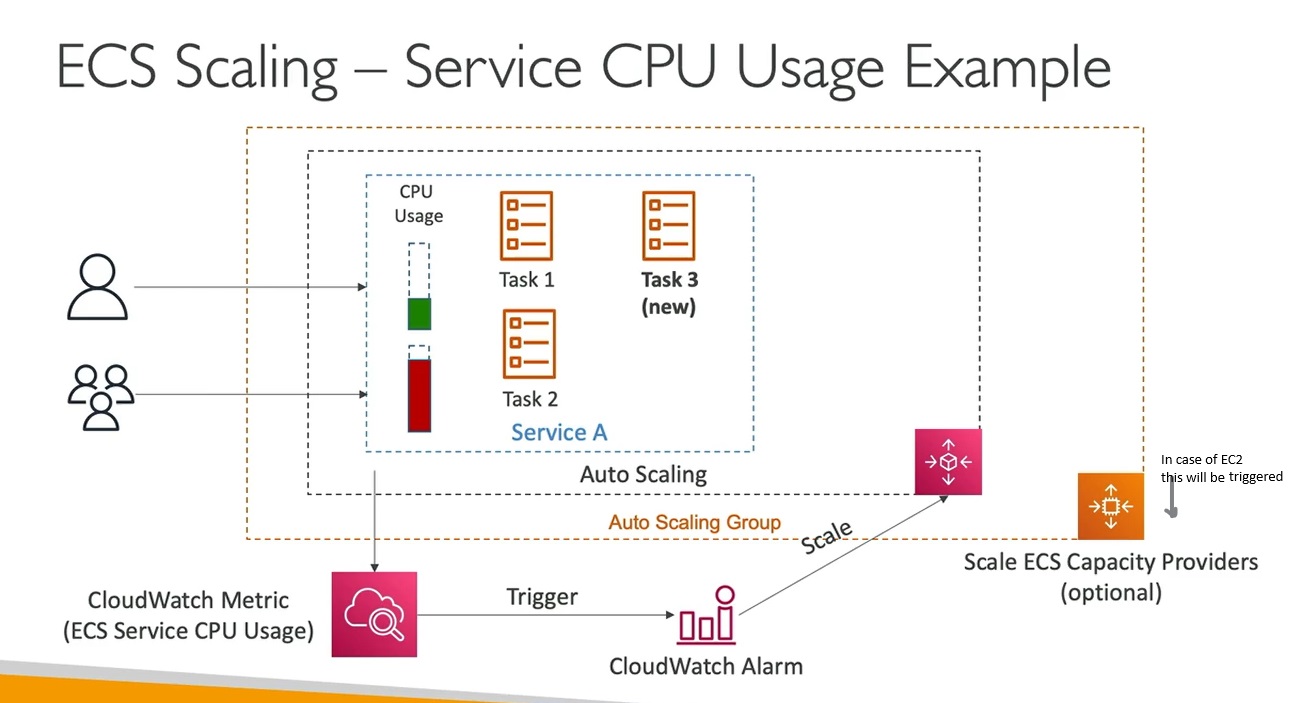 ECS Scaling – Service CPU Usage Example
CPU
Usage
Task 1
Task 3
(new)
Task 2
Service A
Auto Scaling
Auto Scaling Group
In case of EC2
this will be triggered
Scale ECS Capacity Providers
(optional)
Scale
CloudWatch Metric
(ECS Service CPU Usage)
Trigger
CloudWatch Alarm